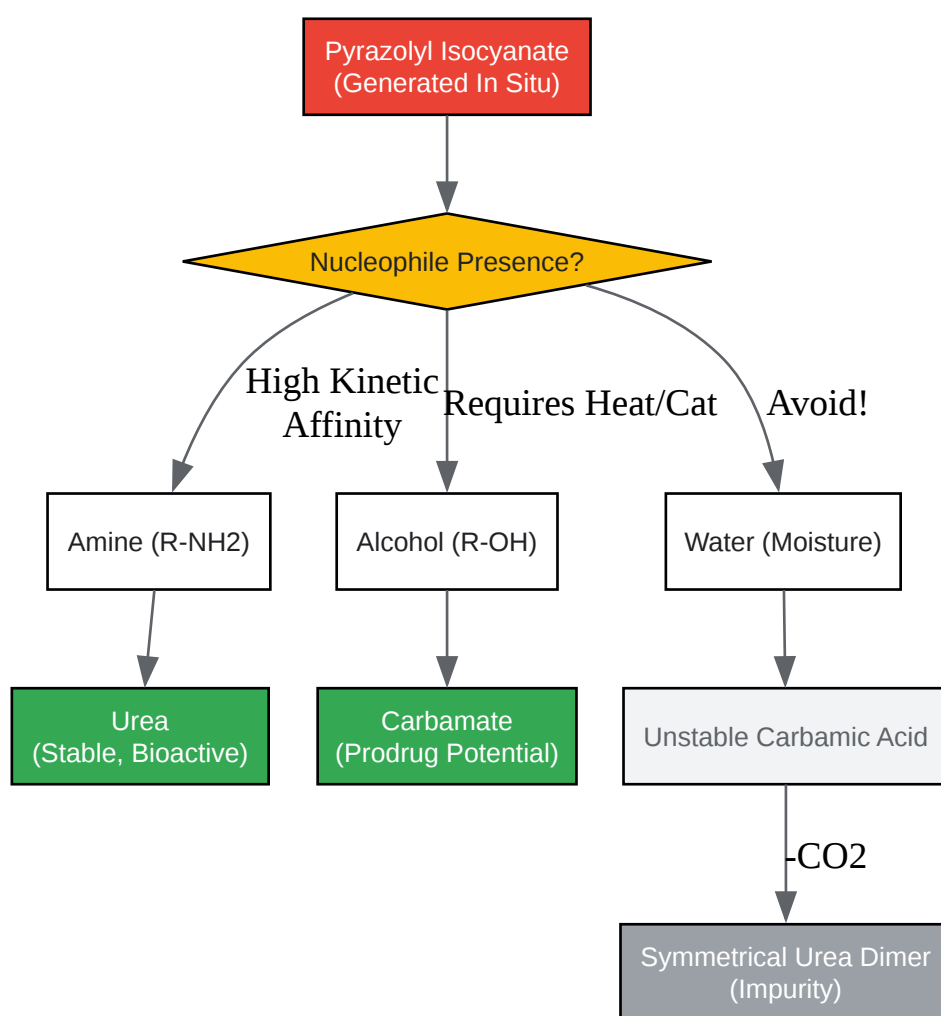 Pyrazolyl Isocyanate
(Generated In Situ)
Nucleophile Presence?
High Kinetic
Affinity
Requires Heat/Cat
Avoid!
Amine (R-NH2)
Alcohol (R-OH)
Water (Moisture)
Urea
(Stable, Bioactive)
Carbamate
(Prodrug Potential)
Unstable Carbamic Acid
-CO2
Symmetrical Urea Dimer
(Impurity)